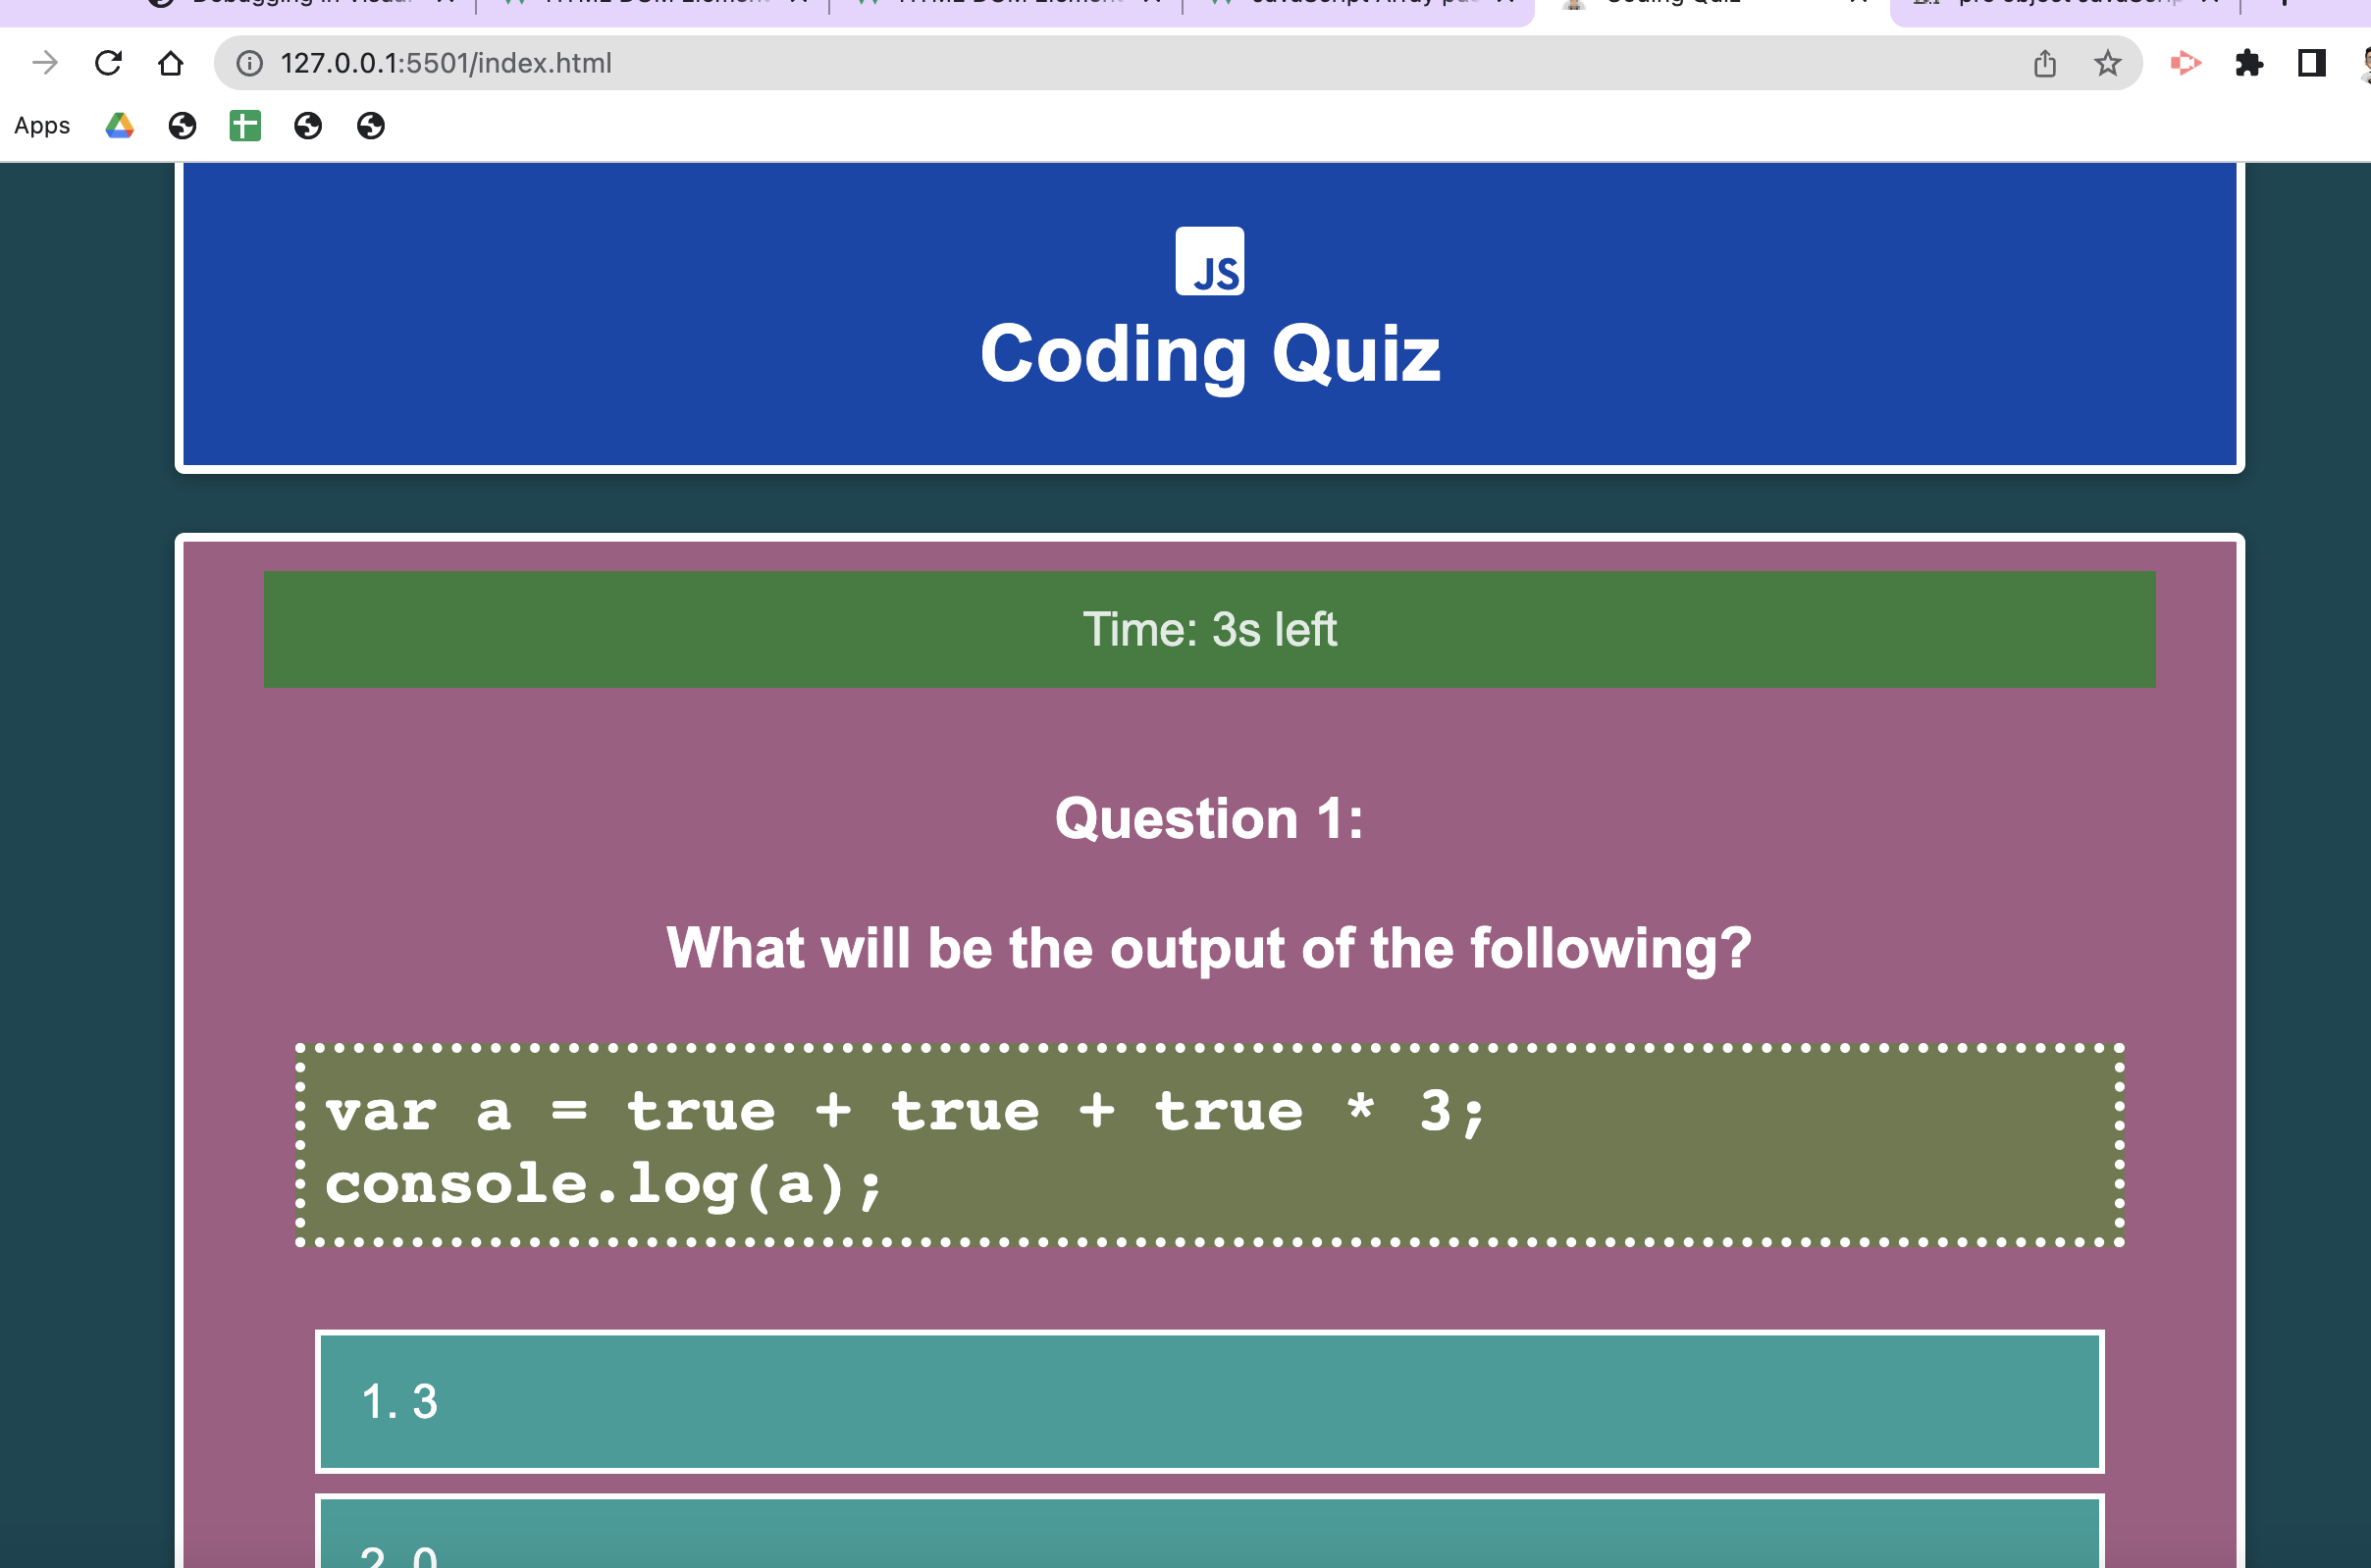 127.0.0.1:5501/index.html
Apps
JS
Coding Quiz
Time: 3s left
Question 1:
What will be the output of the following?
var a = true + true + true * 3;
console.log(a);
1. 3
2. 0